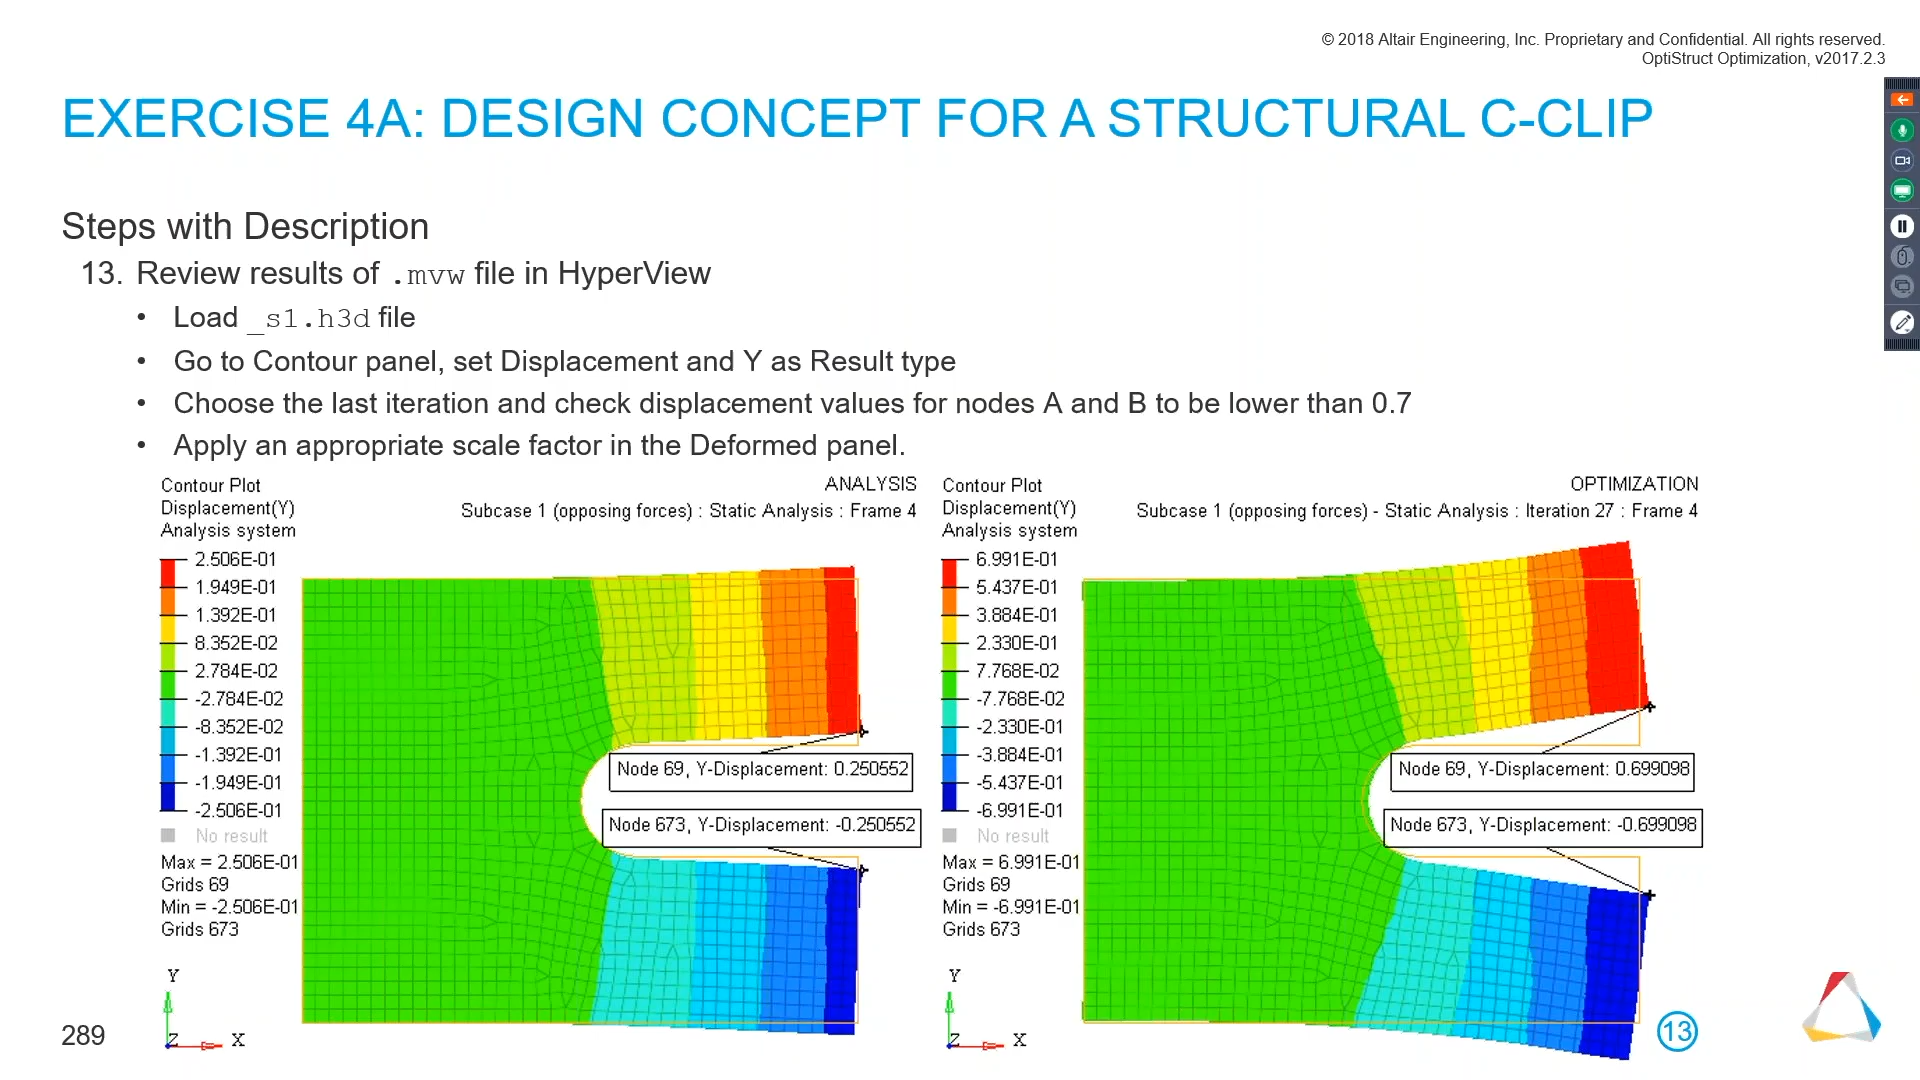 © 2018 Altair Engineering, Inc. Proprietary and Confidential. All rights reserved.
OptiStruct Optimization, v2017.2.3
EXERCISE 4A: DESIGN CONCEPT FOR A STRUCTURAL C-CLIP
Steps with Description
13. Review results of .mvw file in HyperView
• Load _s1.h3d file
• Go to Contour panel, set Displacement and Y as Result type
• Choose the last iteration and check displacement values for nodes A and B to be lower than 0.7
• Apply an appropriate scale factor in the Deformed panel.
Contour Plot
Displacement(Y)
Analysis system
ANALYSIS
Subcase 1 (opposing forces) : Static Analysis : Frame 4
2.506E-01
1.949E-01
1.392E-01
8.352E-02
2.784E-02
-2.784E-02
-8.352E-02
-1.392E-01
-1.949E-01
-2.506E-01
No result
Max = 2.506E-01
Grids 69
Min = -2.506E-01
Grids 673
Node 69, Y-Displacement: 0.250552
Node 673, Y-Displacement: -0.250552
Y
Z
X
Contour Plot
Displacement(Y)
Analysis system
OPTIMIZATION
Subcase 1 (opposing forces) - Static Analysis : Iteration 27 : Frame 4
6.991E-01
5.437E-01
3.884E-01
2.330E-01
7.768E-02
-7.768E-02
-2.330E-01
-3.884E-01
-5.437E-01
-6.991E-01
No result
Max = 6.991E-01
Grids 69
Min = -6.991E-01
Grids 673
Node 69, Y-Displacement: 0.699098
Node 673, Y-Displacement: -0.699098
Y
Z
X
289
13